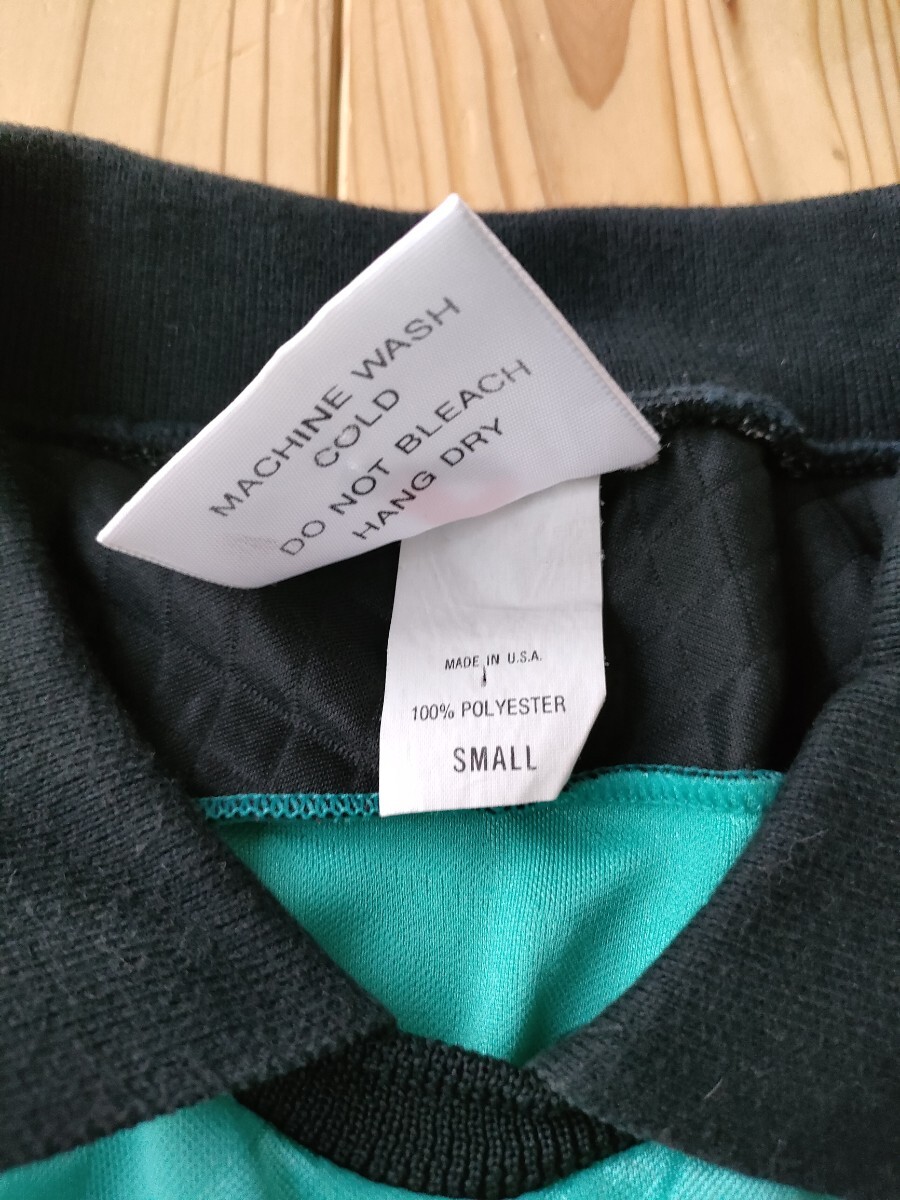 MACHINE WASH
COLD
DO NOT BLEACH
HANG DRY
MADE IN U.S.A.
100% POLYESTER
SMALL